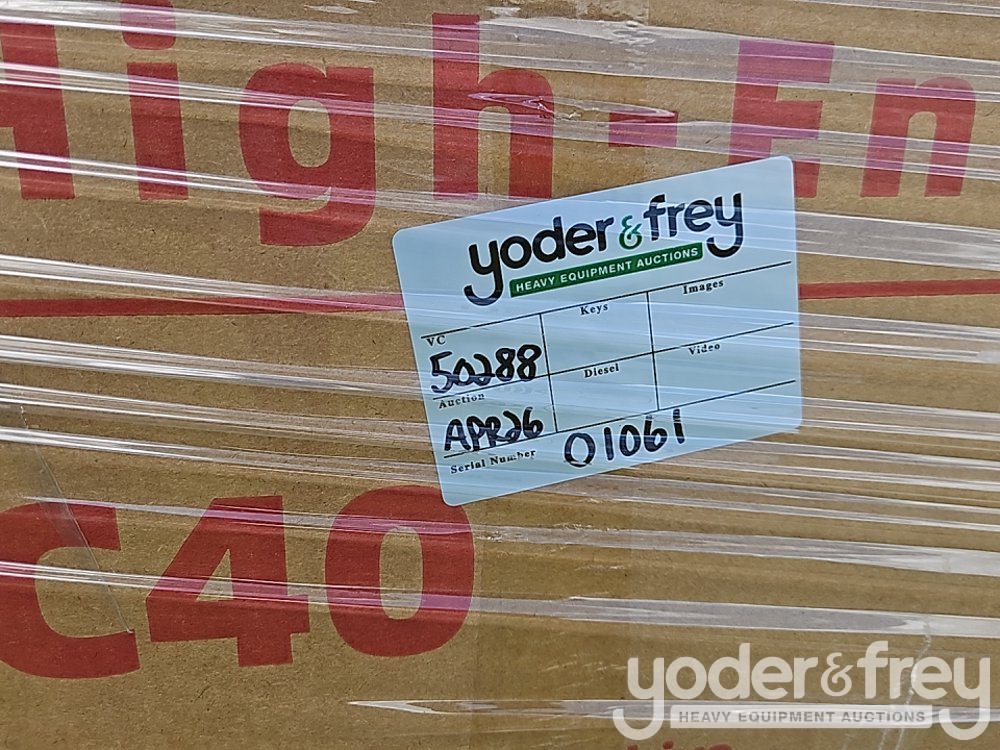 High-En
yoder & frey
HEAVY EQUIPMENT AUCTIONS
VC
Keys
Images
50288
Auction
Diesel
Video
APR26
Serial Number
01061
C40
yoder & frey
HEAVY EQUIPMENT AUCTIONS